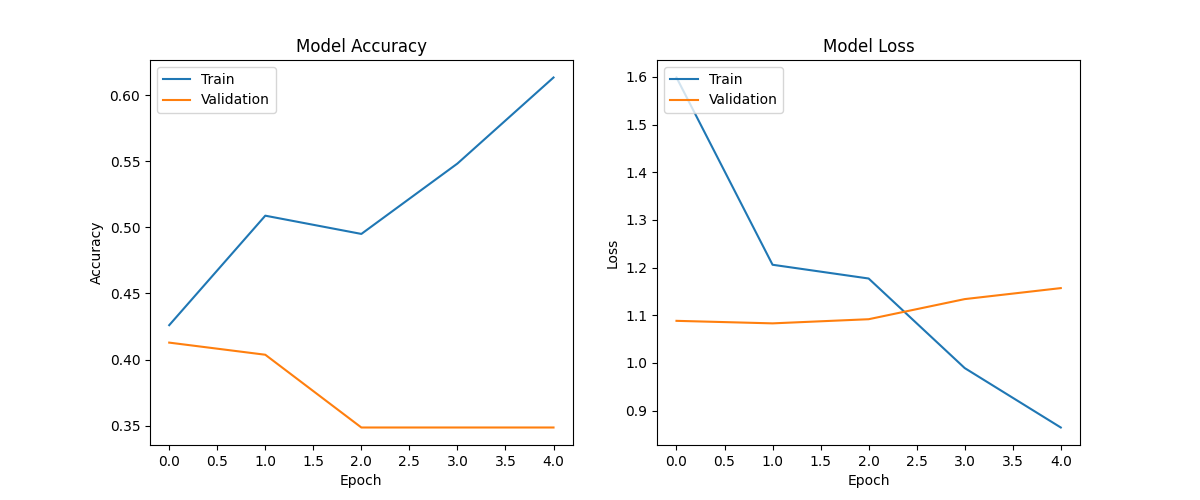 Model Accuracy
Train
Validation
0.60
0.55
0.50
0.45
0.40
0.35
Accuracy
0.0 0.5 1.0 1.5 2.0 2.5 3.0 3.5 4.0
Epoch
Model Loss
Train
Validation
1.6
1.5
1.4
1.3
1.2
1.1
1.0
0.9
Loss
0.0 0.5 1.0 1.5 2.0 2.5 3.0 3.5 4.0
Epoch